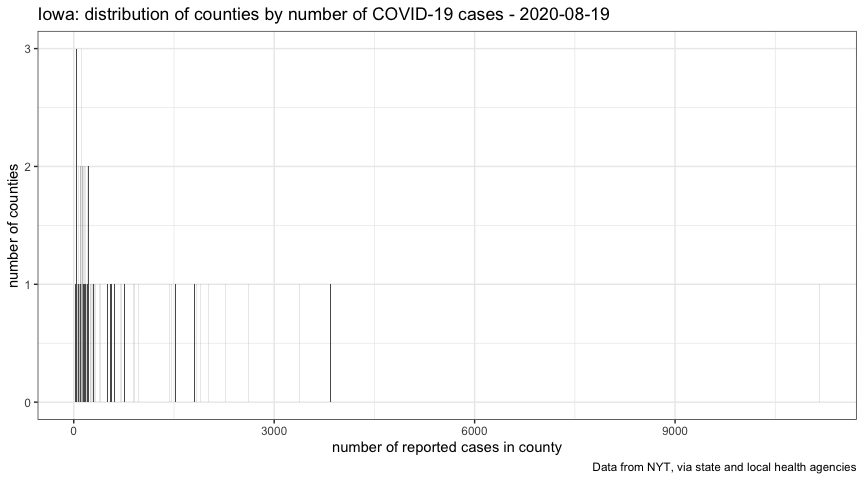 Iowa: distribution of counties by number of COVID-19 cases - 2020-08-19
3
2
1
0
number of counties
0 3000 6000 9000
number of reported cases in county
Data from NYT, via state and local health agencies